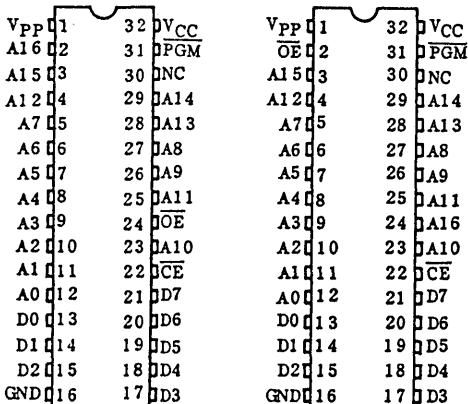 VPP 1 32 VCC VPP 1 32 VCC
A16 2 31 PGM OE 2 31 PGM
A15 3 30 NC A15 3 30 NC
A12 4 29 A14 A12 4 29 A14
A7 5 28 A13 A7 5 28 A13
A6 6 27 A8 A6 6 27 A8
A5 7 26 A9 A5 7 26 A9
A4 8 25 A11 A4 8 25 A11
A3 9 24 OE A3 9 24 A16
A2 10 23 A10 A2 10 23 A10
A1 11 22 CE A1 11 22 CE
A0 12 21 D7 A0 12 21 D7
D0 13 20 D6 D0 13 20 D6
D1 14 19 D5 D1 14 19 D5
D2 15 18 D4 D2 15 18 D4
GND 16 17 D3 GND 16 17 D3